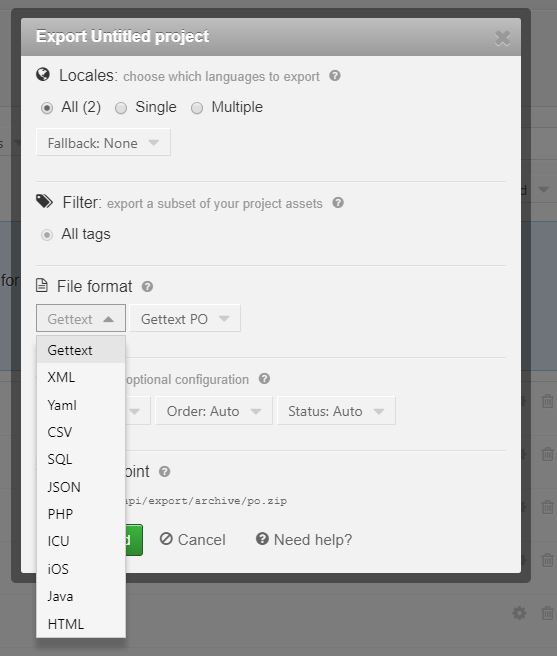 Export Untitled project
Locales: choose which languages to export
All (2) Single Multiple
Fallback: None
Filter: export a subset of your project assets
All tags
for
File format
Gettext Gettext PO
Gettext
XML
Yaml
CSV
SQL
JSON
PHP
ICU
iOS
Java
HTML
optional configuration
Order: Auto Status: Auto
api/export/archive/po.zip
Cancel Need help?